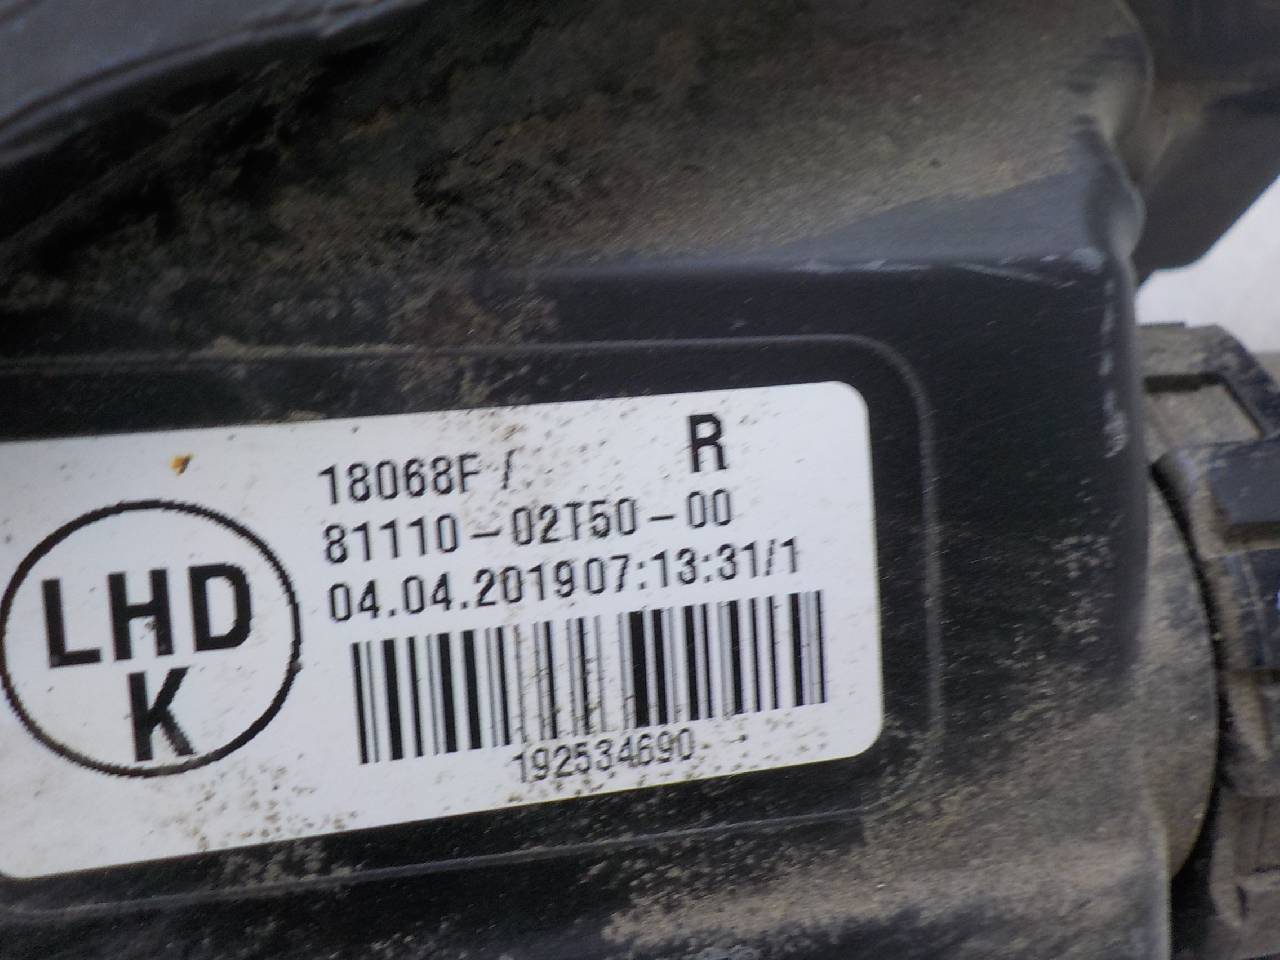 18068F / R
81110-02T50-00
04.04.201907:13:31/1
LHD
K
192534690